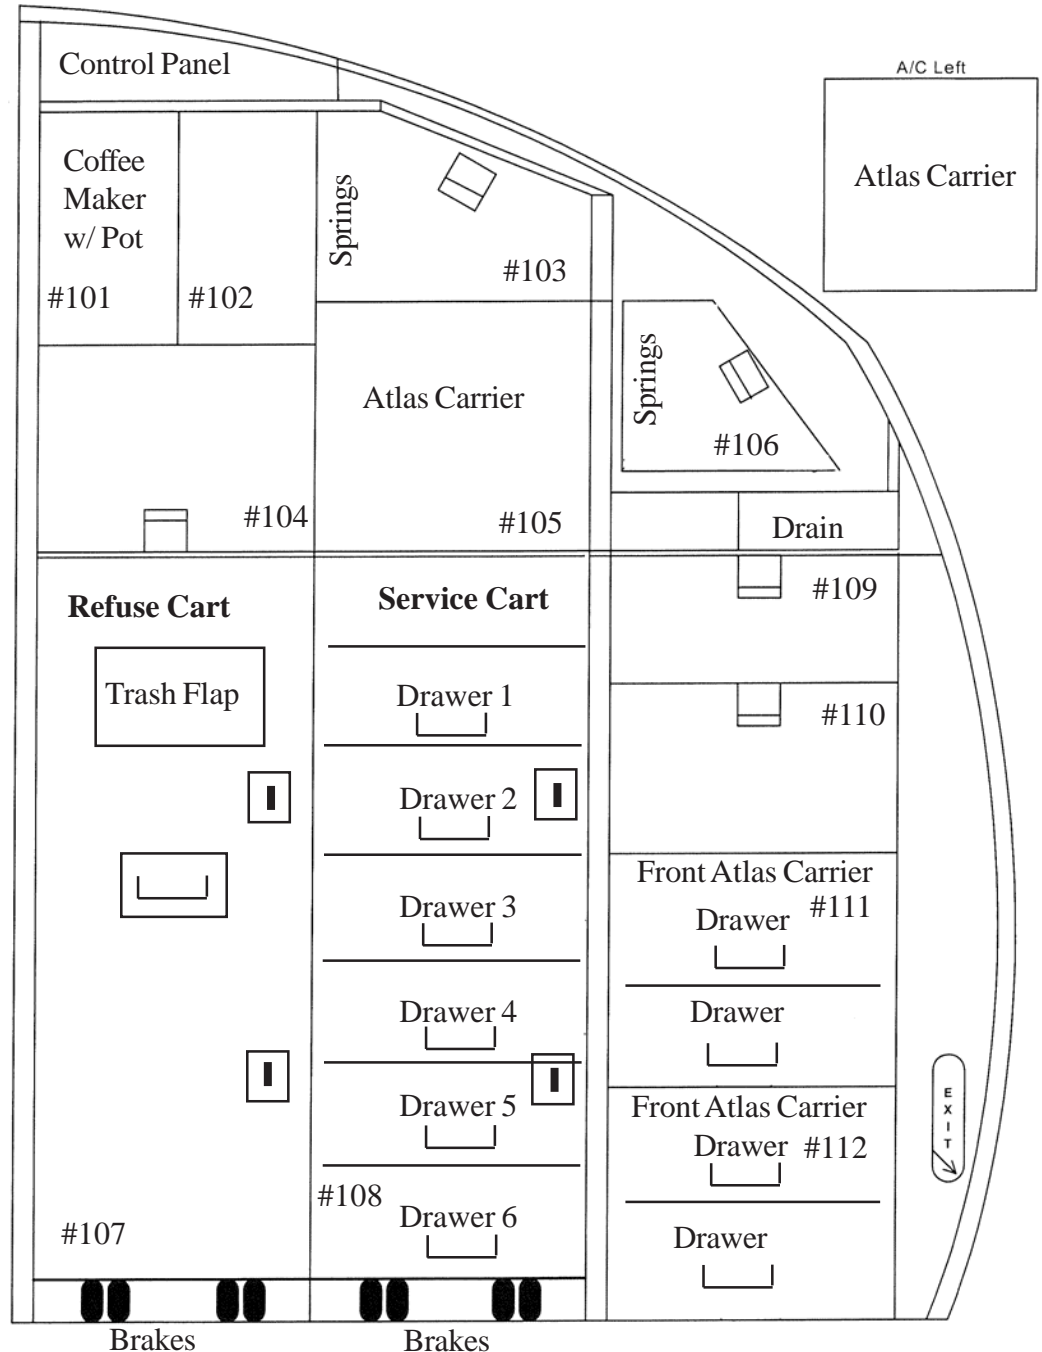 Control Panel
A/C Left
Atlas Carrier
Coffee
Maker
w/ Pot
#101
#102
Springs
#103
Atlas Carrier
Springs
#106
#104
#105
Drain
Refuse Cart
Service Cart
#109
Trash Flap
Drawer 1
#110
Drawer 2
Front Atlas Carrier
#111
Drawer 3
Drawer
Drawer 4
Drawer
Drawer 5
Front Atlas Carrier
Drawer #112
EXIT
#108
Drawer 6
#107
Drawer
Brakes
Brakes